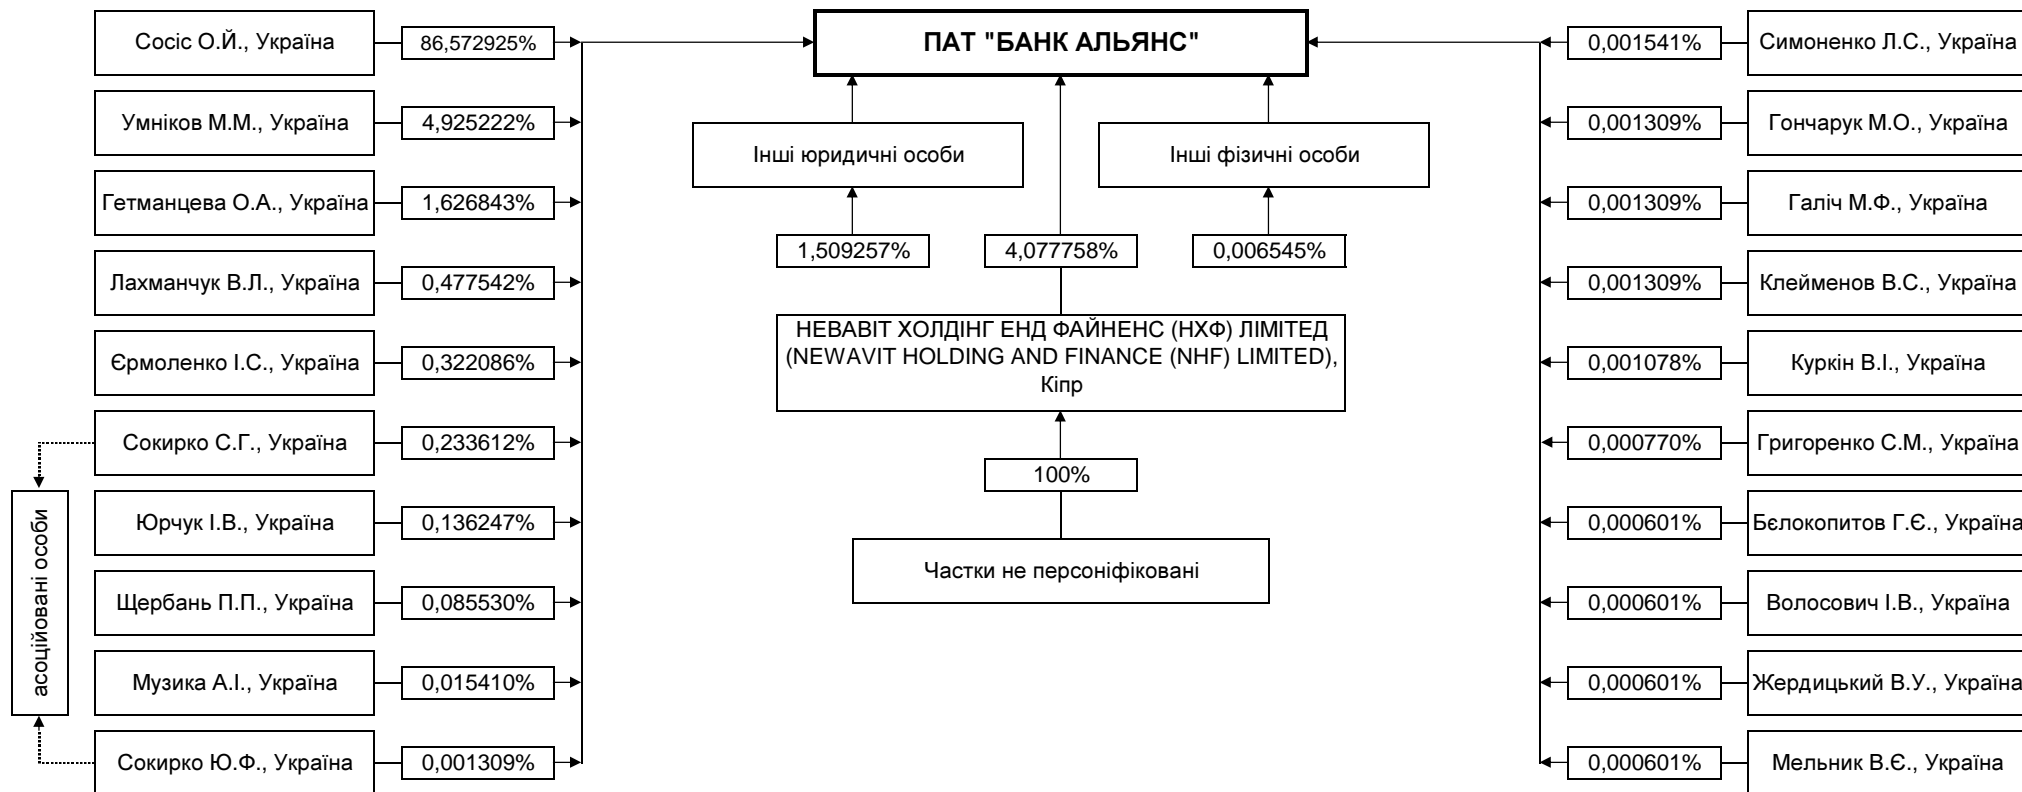 Сосіс О.Й., Україна
86,572925%
ПАТ "БАНК АЛЬЯНС"
0,001541%
Симоненко Л.С., Україна
Умніков М.М., Україна
4,925222%
0,001309%
Гончарук М.О., Україна
Інші юридичні особи
Інші фізичні особи
Гетманцева О.А., Україна
1,626843%
0,001309%
Галіч М.Ф., Україна
1,509257%
4,077758%
0,006545%
Лахманчук В.Л., Україна
0,477542%
0,001309%
Клейменов В.С., Україна
НЕВАВІТ ХОЛДІНГ ЕНД ФАЙНЕНС (НХФ) ЛІМІТЕД
(NEWAVIT HOLDING AND FINANCE (NHF) LIMITED),
Кіпр
Єрмоленко І.С., Україна
0,322086%
0,001078%
Куркін В.І., Україна
Сокирко С.Г., Україна
0,233612%
0,000770%
Григоренко С.М., Україна
100%
асоційовані особи
Юрчук І.В., Україна
0,136247%
0,000601%
Бєлокопитов Г.Є., Україна
Частки не персоніфіковані
Щербань П.П., Україна
0,085530%
0,000601%
Волосович І.В., Україна
Музика А.І., Україна
0,015410%
0,000601%
Жердицький В.У., Україна
Сокирко Ю.Ф., Україна
0,001309%
0,000601%
Мельник В.Є., Україна